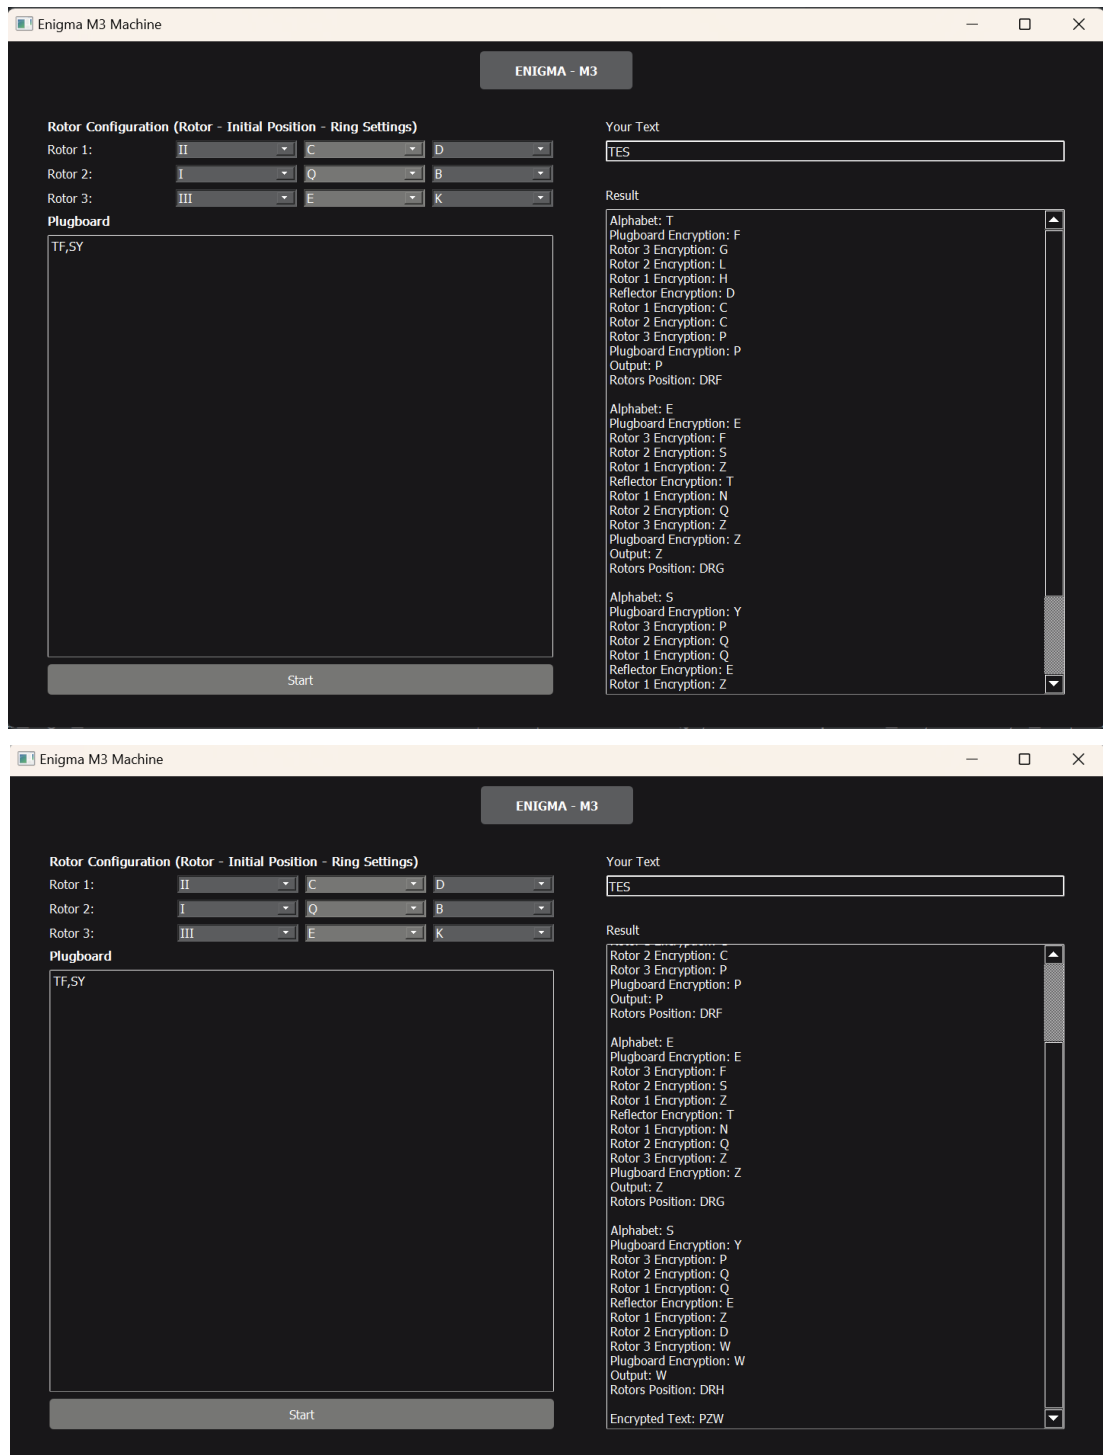 Enigma M3 Machine
ENIGMA - M3
Rotor Configuration (Rotor - Initial Position - Ring Settings)
Rotor 1: II C D
Rotor 2: I Q B
Rotor 3: III E K
Plugboard
TF,SY
Start
Your Text
TES
Result
Alphabet: T
Plugboard Encryption: F
Rotor 3 Encryption: G
Rotor 2 Encryption: L
Rotor 1 Encryption: H
Reflector Encryption: D
Rotor 1 Encryption: C
Rotor 2 Encryption: C
Rotor 3 Encryption: P
Plugboard Encryption: P
Output: P
Rotors Position: DRF
Alphabet: E
Plugboard Encryption: E
Rotor 3 Encryption: F
Rotor 2 Encryption: S
Rotor 1 Encryption: Z
Reflector Encryption: T
Rotor 1 Encryption: N
Rotor 2 Encryption: Q
Rotor 3 Encryption: Z
Plugboard Encryption: Z
Output: Z
Rotors Position: DRG
Alphabet: S
Plugboard Encryption: Y
Rotor 3 Encryption: P
Rotor 2 Encryption: Q
Rotor 1 Encryption: Q
Reflector Encryption: E
Rotor 1 Encryption: Z
Enigma M3 Machine
ENIGMA - M3
Rotor Configuration (Rotor - Initial Position - Ring Settings)
Rotor 1: II C D
Rotor 2: I Q B
Rotor 3: III E K
Plugboard
TF,SY
Start
Your Text
TES
Result
Rotor 2 Encryption: C
Rotor 3 Encryption: P
Plugboard Encryption: P
Output: P
Rotors Position: DRF
Alphabet: E
Plugboard Encryption: E
Rotor 3 Encryption: F
Rotor 2 Encryption: S
Rotor 1 Encryption: Z
Reflector Encryption: T
Rotor 1 Encryption: N
Rotor 2 Encryption: Q
Rotor 3 Encryption: Z
Plugboard Encryption: Z
Output: Z
Rotors Position: DRG
Alphabet: S
Plugboard Encryption: Y
Rotor 3 Encryption: P
Rotor 2 Encryption: Q
Rotor 1 Encryption: Q
Reflector Encryption: E
Rotor 1 Encryption: Z
Rotor 2 Encryption: D
Rotor 3 Encryption: W
Plugboard Encryption: W
Output: W
Rotors Position: DRH
Encrypted Text: PZW